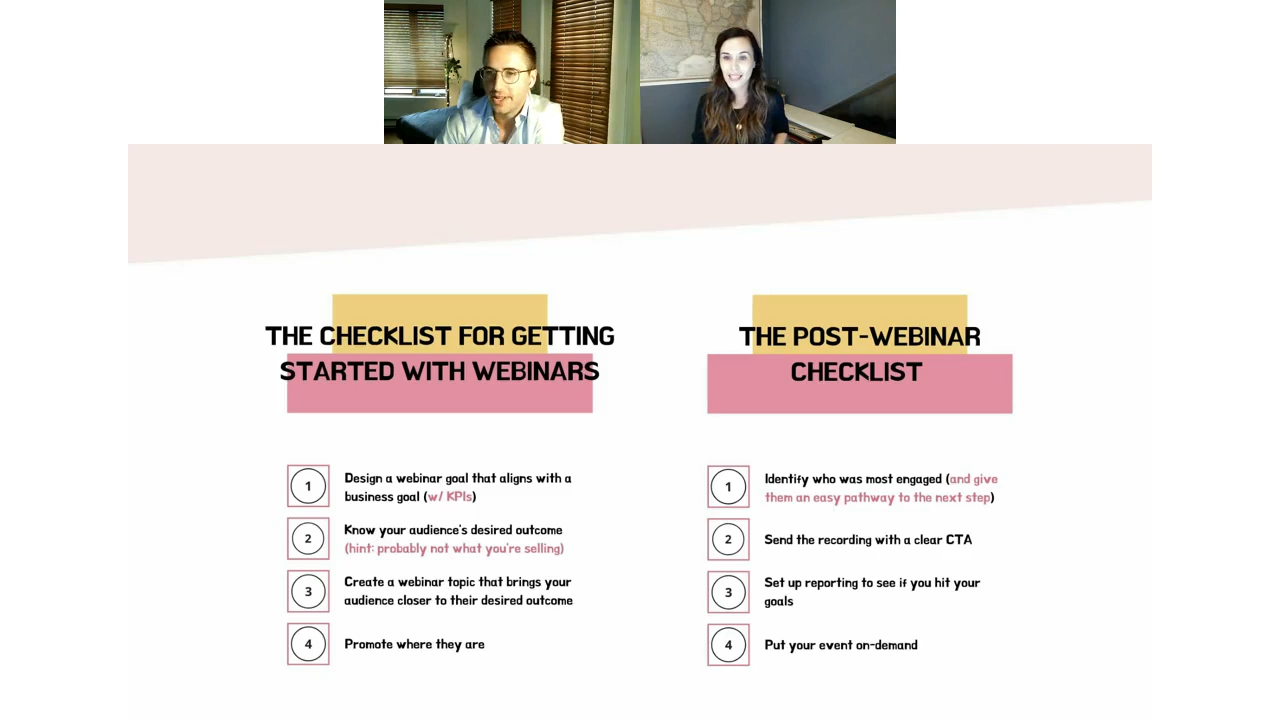 THE CHECKLIST FOR GETTING
STARTED WITH WEBINARS
1
Design a webinar goal that aligns with a
business goal (w/ KPIs)
2
Know your audience's desired outcome
(hint: probably not what you're selling)
3
Create a webinar topic that brings your
audience closer to their desired outcome
4
Promote where they are
THE POST-WEBINAR
CHECKLIST
1
Identify who was most engaged (and give
them an easy pathway to the next step)
2
Send the recording with a clear CTA
3
Set up reporting to see if you hit your
goals
4
Put your event on-demand